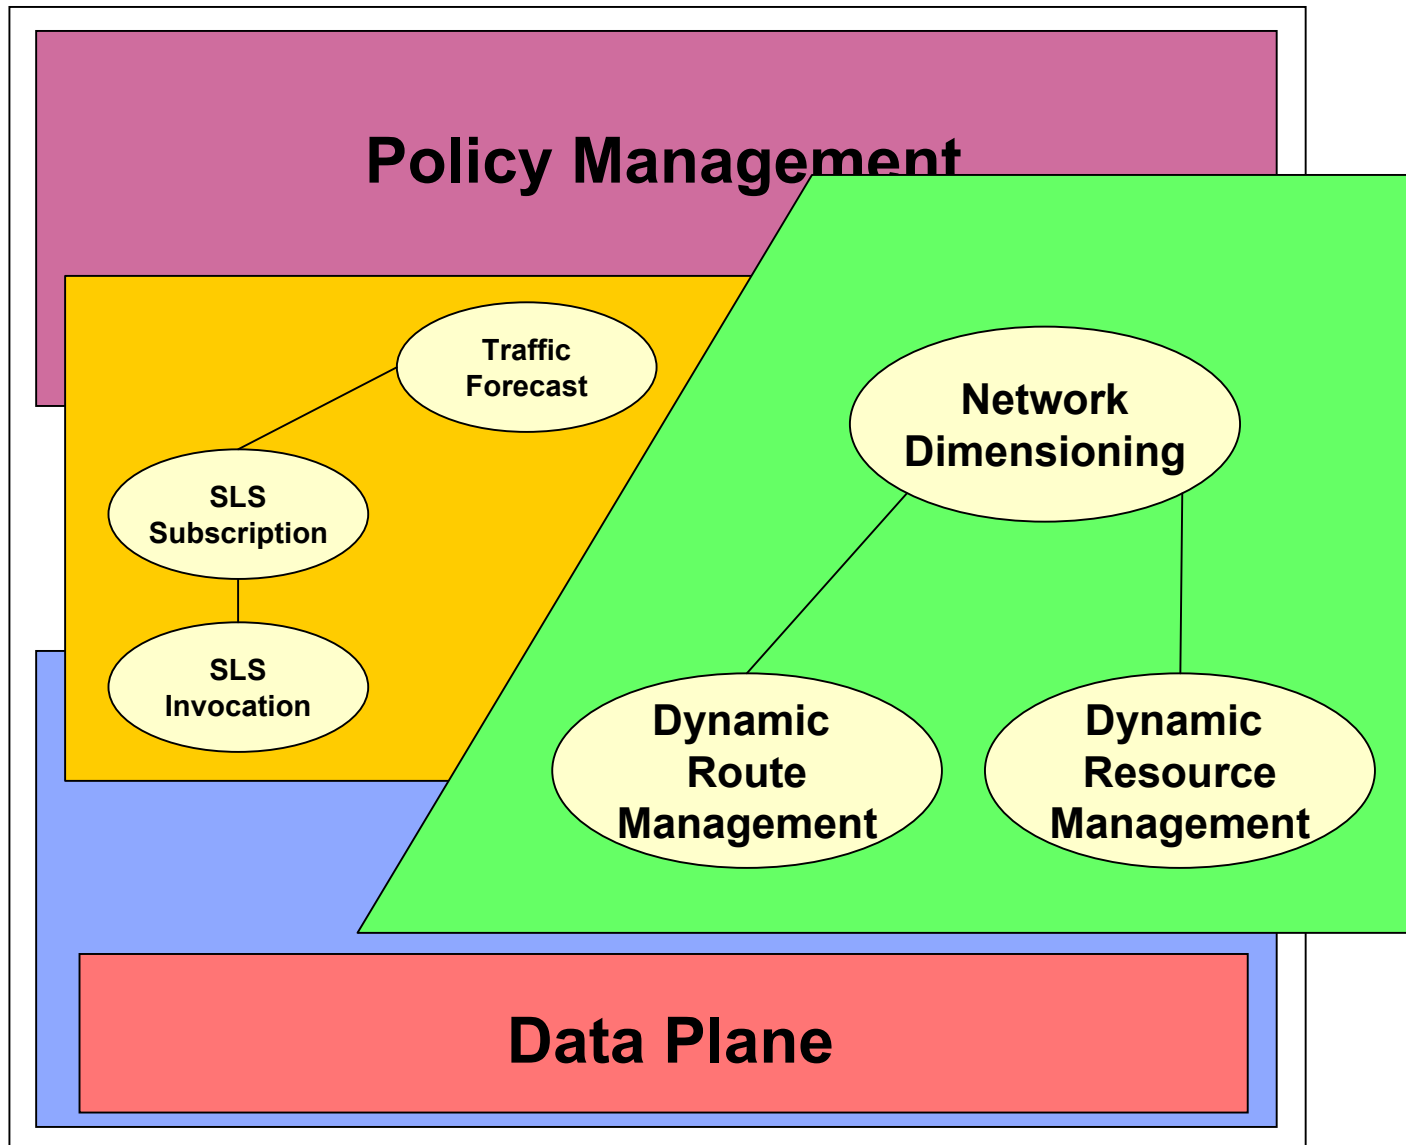 Policy Management
Traffic
Forecast
SLS
Subscription
SLS
Invocation
Network
Dimensioning
Dynamic
Route
Management
Dynamic
Resource
Management
Data Plane